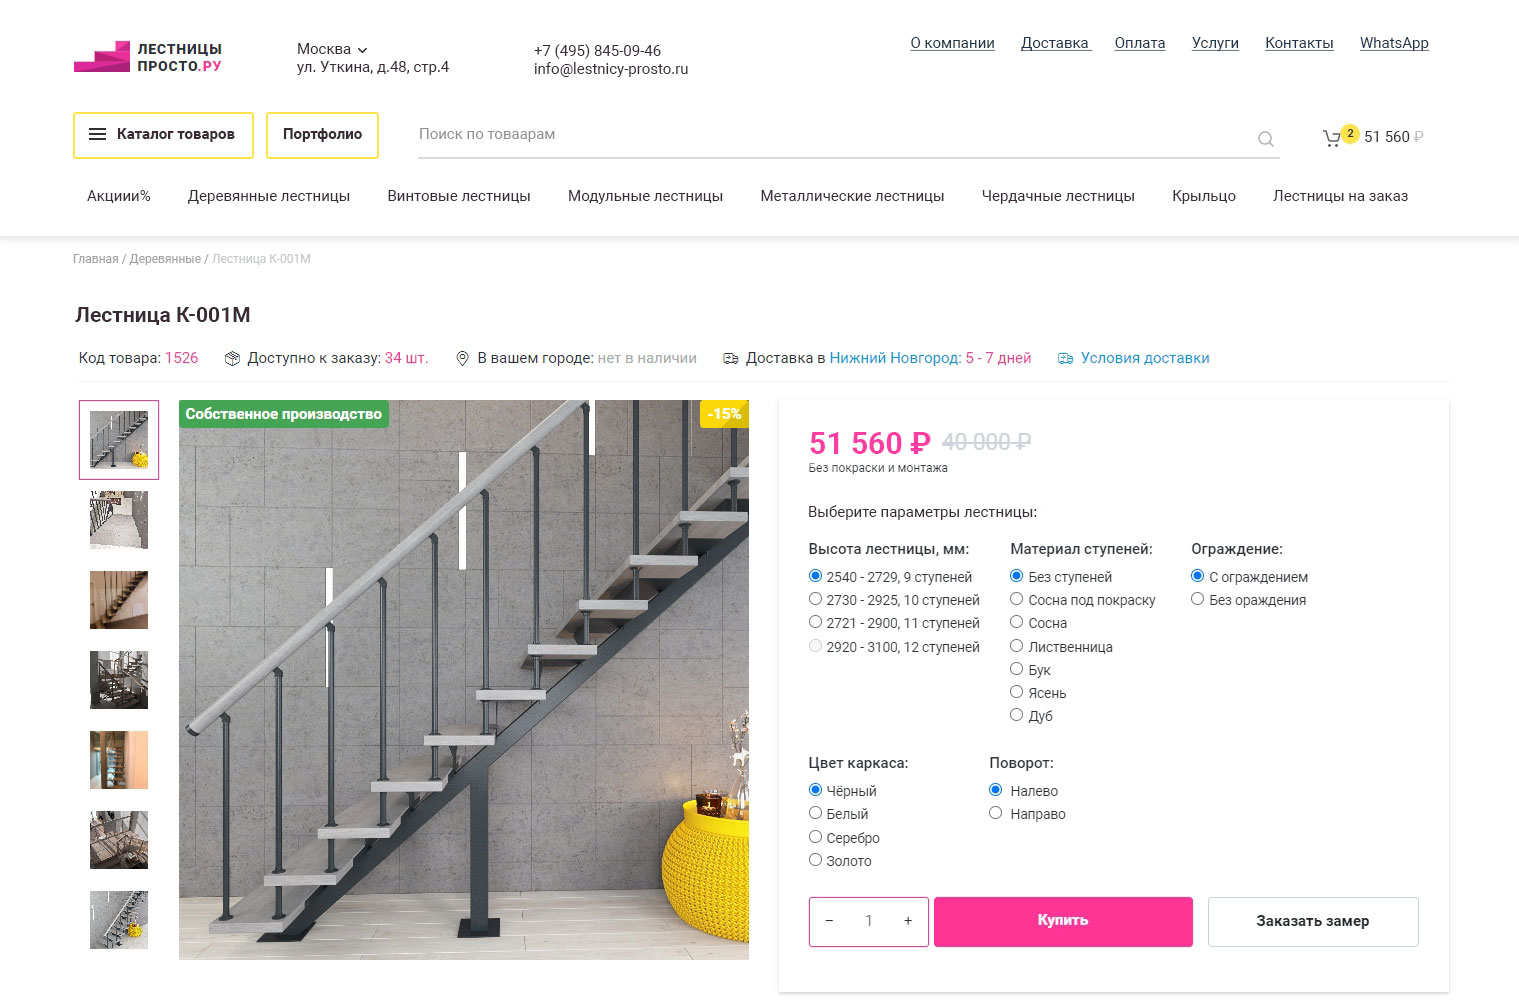 ЛЕСТНИЦЫ
ПРОСТО.РУ
Москва
ул. Уткина, д.48, стр.4
+7 (495) 845-09-46
info@lestnicy-prosto.ru
О компании Доставка Оплата Услуги Контакты WhatsApp
Каталог товаров
Портфолио
Поиск по товаарам
2 51 560 ₽
Акциии% Деревянные лестницы Винтовые лестницы Модульные лестницы Металлические лестницы Чердачные лестницы Крыльцо Лестницы на заказ
Главная / Деревянные / Лестница К-001М
Лестница К-001М
Код товара: 1526 Доступно к заказу: 34 шт. В вашем городе: нет в наличии Доставка в Нижний Новгород: 5 - 7 дней Условия доставки
Собственное производство
-15%
51 560 ₽ 40 000 ₽
Без покраски и монтажа
Выберите параметры лестницы:
Высота лестницы, мм:
2540 - 2729, 9 ступеней
2730 - 2925, 10 ступеней
2721 - 2900, 11 ступеней
2920 - 3100, 12 ступеней
Материал ступеней:
Без ступеней
Сосна под покраску
Сосна
Лиственница
Бук
Ясень
Дуб
Ограждение:
С ограждением
Без ораждения
Цвет каркаса:
Чёрный
Белый
Серебро
Золото
Поворот:
Налево
Направо
− 1 +
Купить
Заказать замер